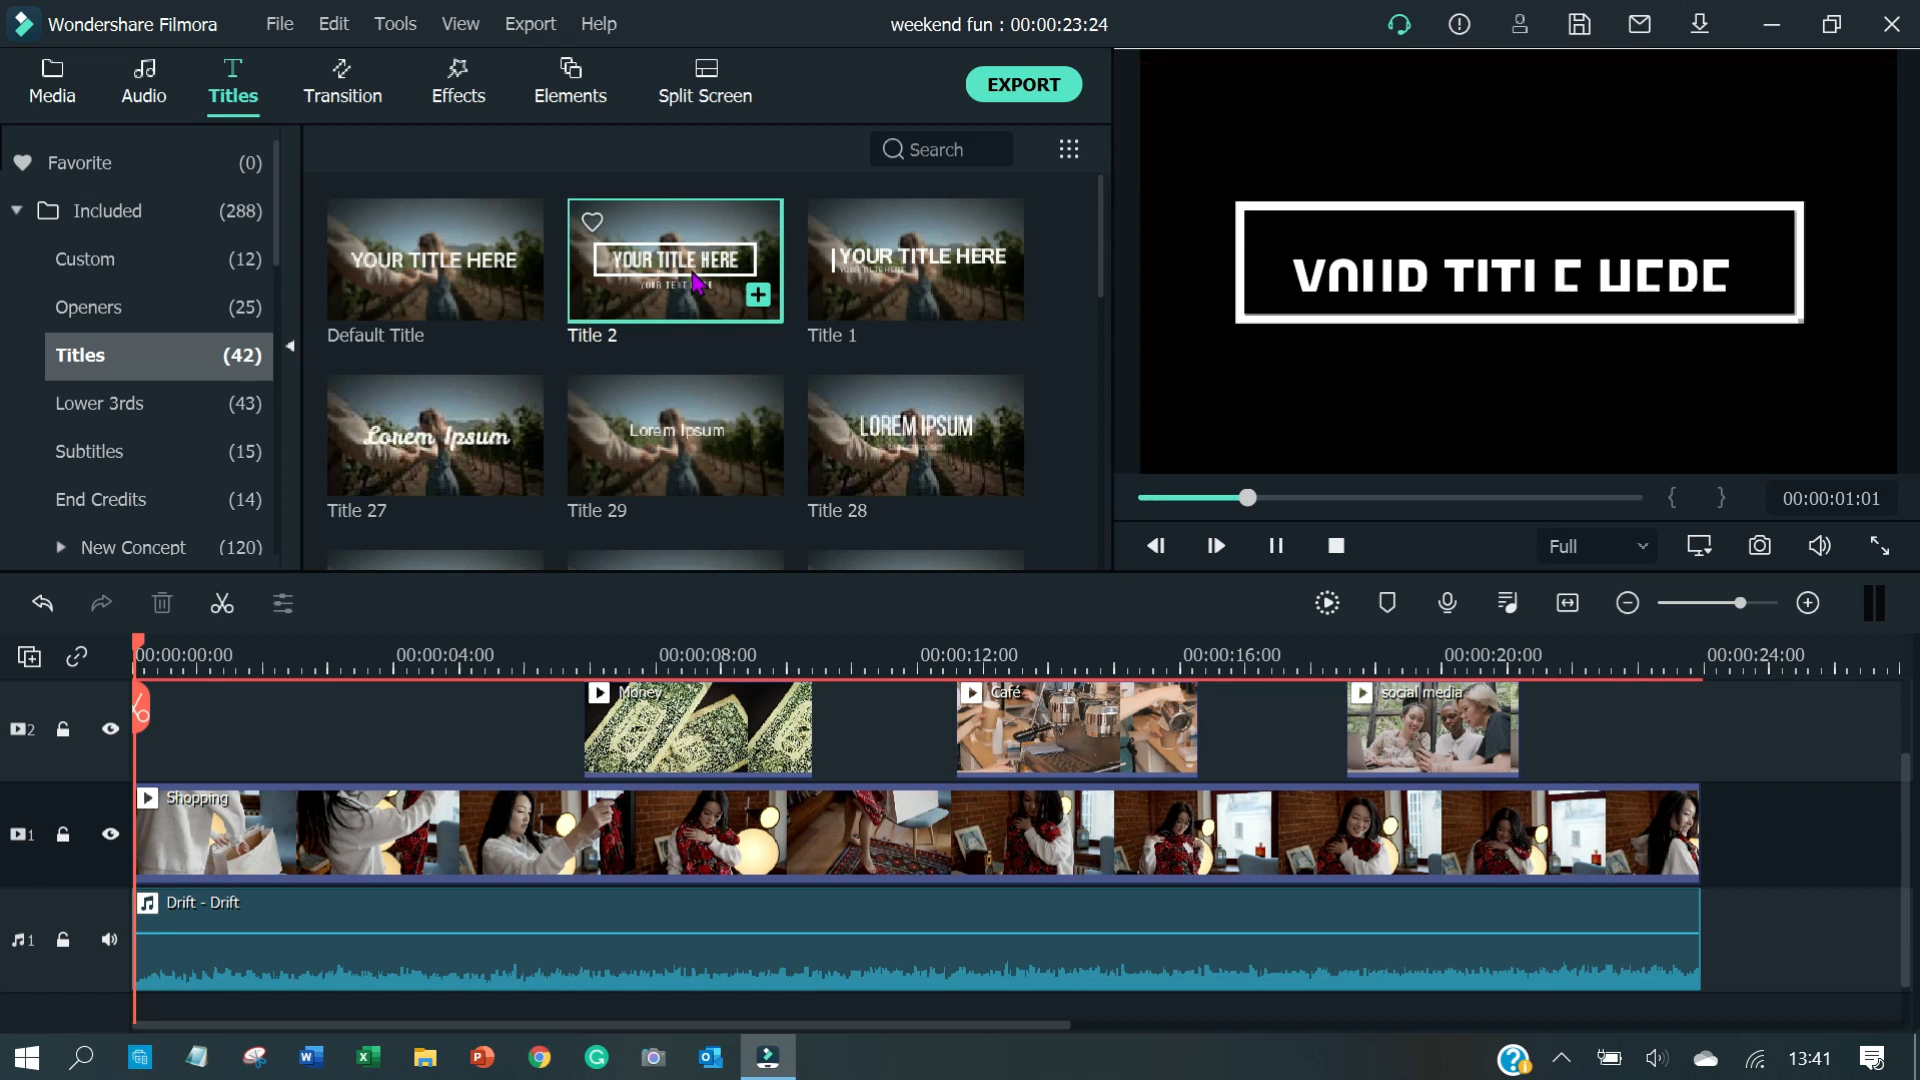 Wondershare Filmora
File Edit Tools View Export Help
weekend fun : 00:00:23:24
Media Audio Titles Transition Effects Elements Split Screen
EXPORT
Favorite (0)
Included (288)
Custom (12)
Openers (25)
Titles (42)
Lower 3rds (43)
Subtitles (15)
End Credits (14)
New Concept (120)
Search
YOUR TITLE HERE
YOUR TITLE HERE
YOUR TITLE HERE
Default Title Title 2 Title 1
Lorem Ipsum
Lorem Ipsum
LOREM IPSUM
Title 27 Title 29 Title 28
YOUR TITLE HERE
{ } 00:00:01:01
Full
00:00:00:00 00:00:04:00 00:00:08:00 00:00:12:00 00:00:16:00 00:00:20:00 00:00:24:00
2
Money Café social media
1
Shopping
1
Drift - Drift
13:41